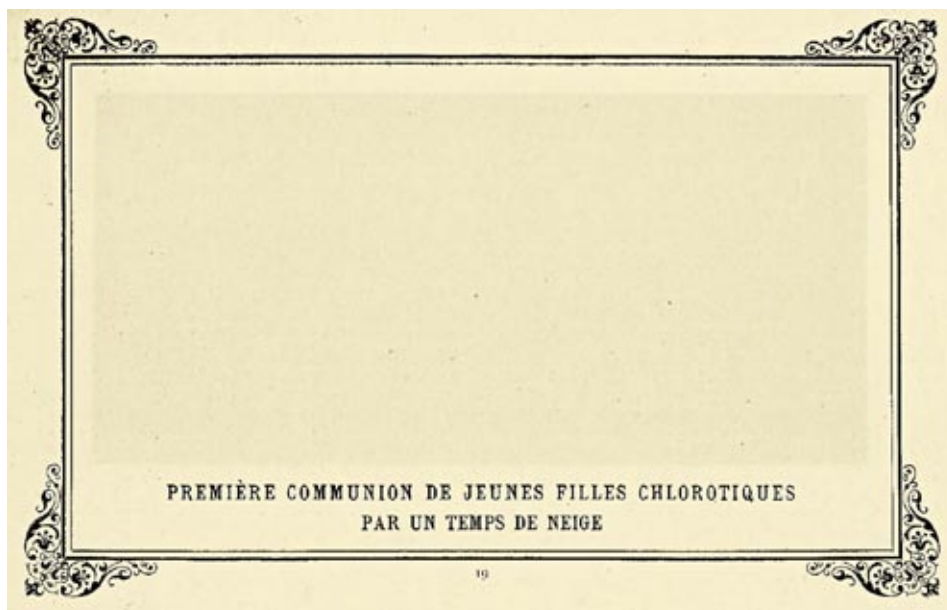 PREMIÈRE COMMUNION DE JEUNES FILLES CHLOROTIQUES
PAR UN TEMPS DE NEIGE
19